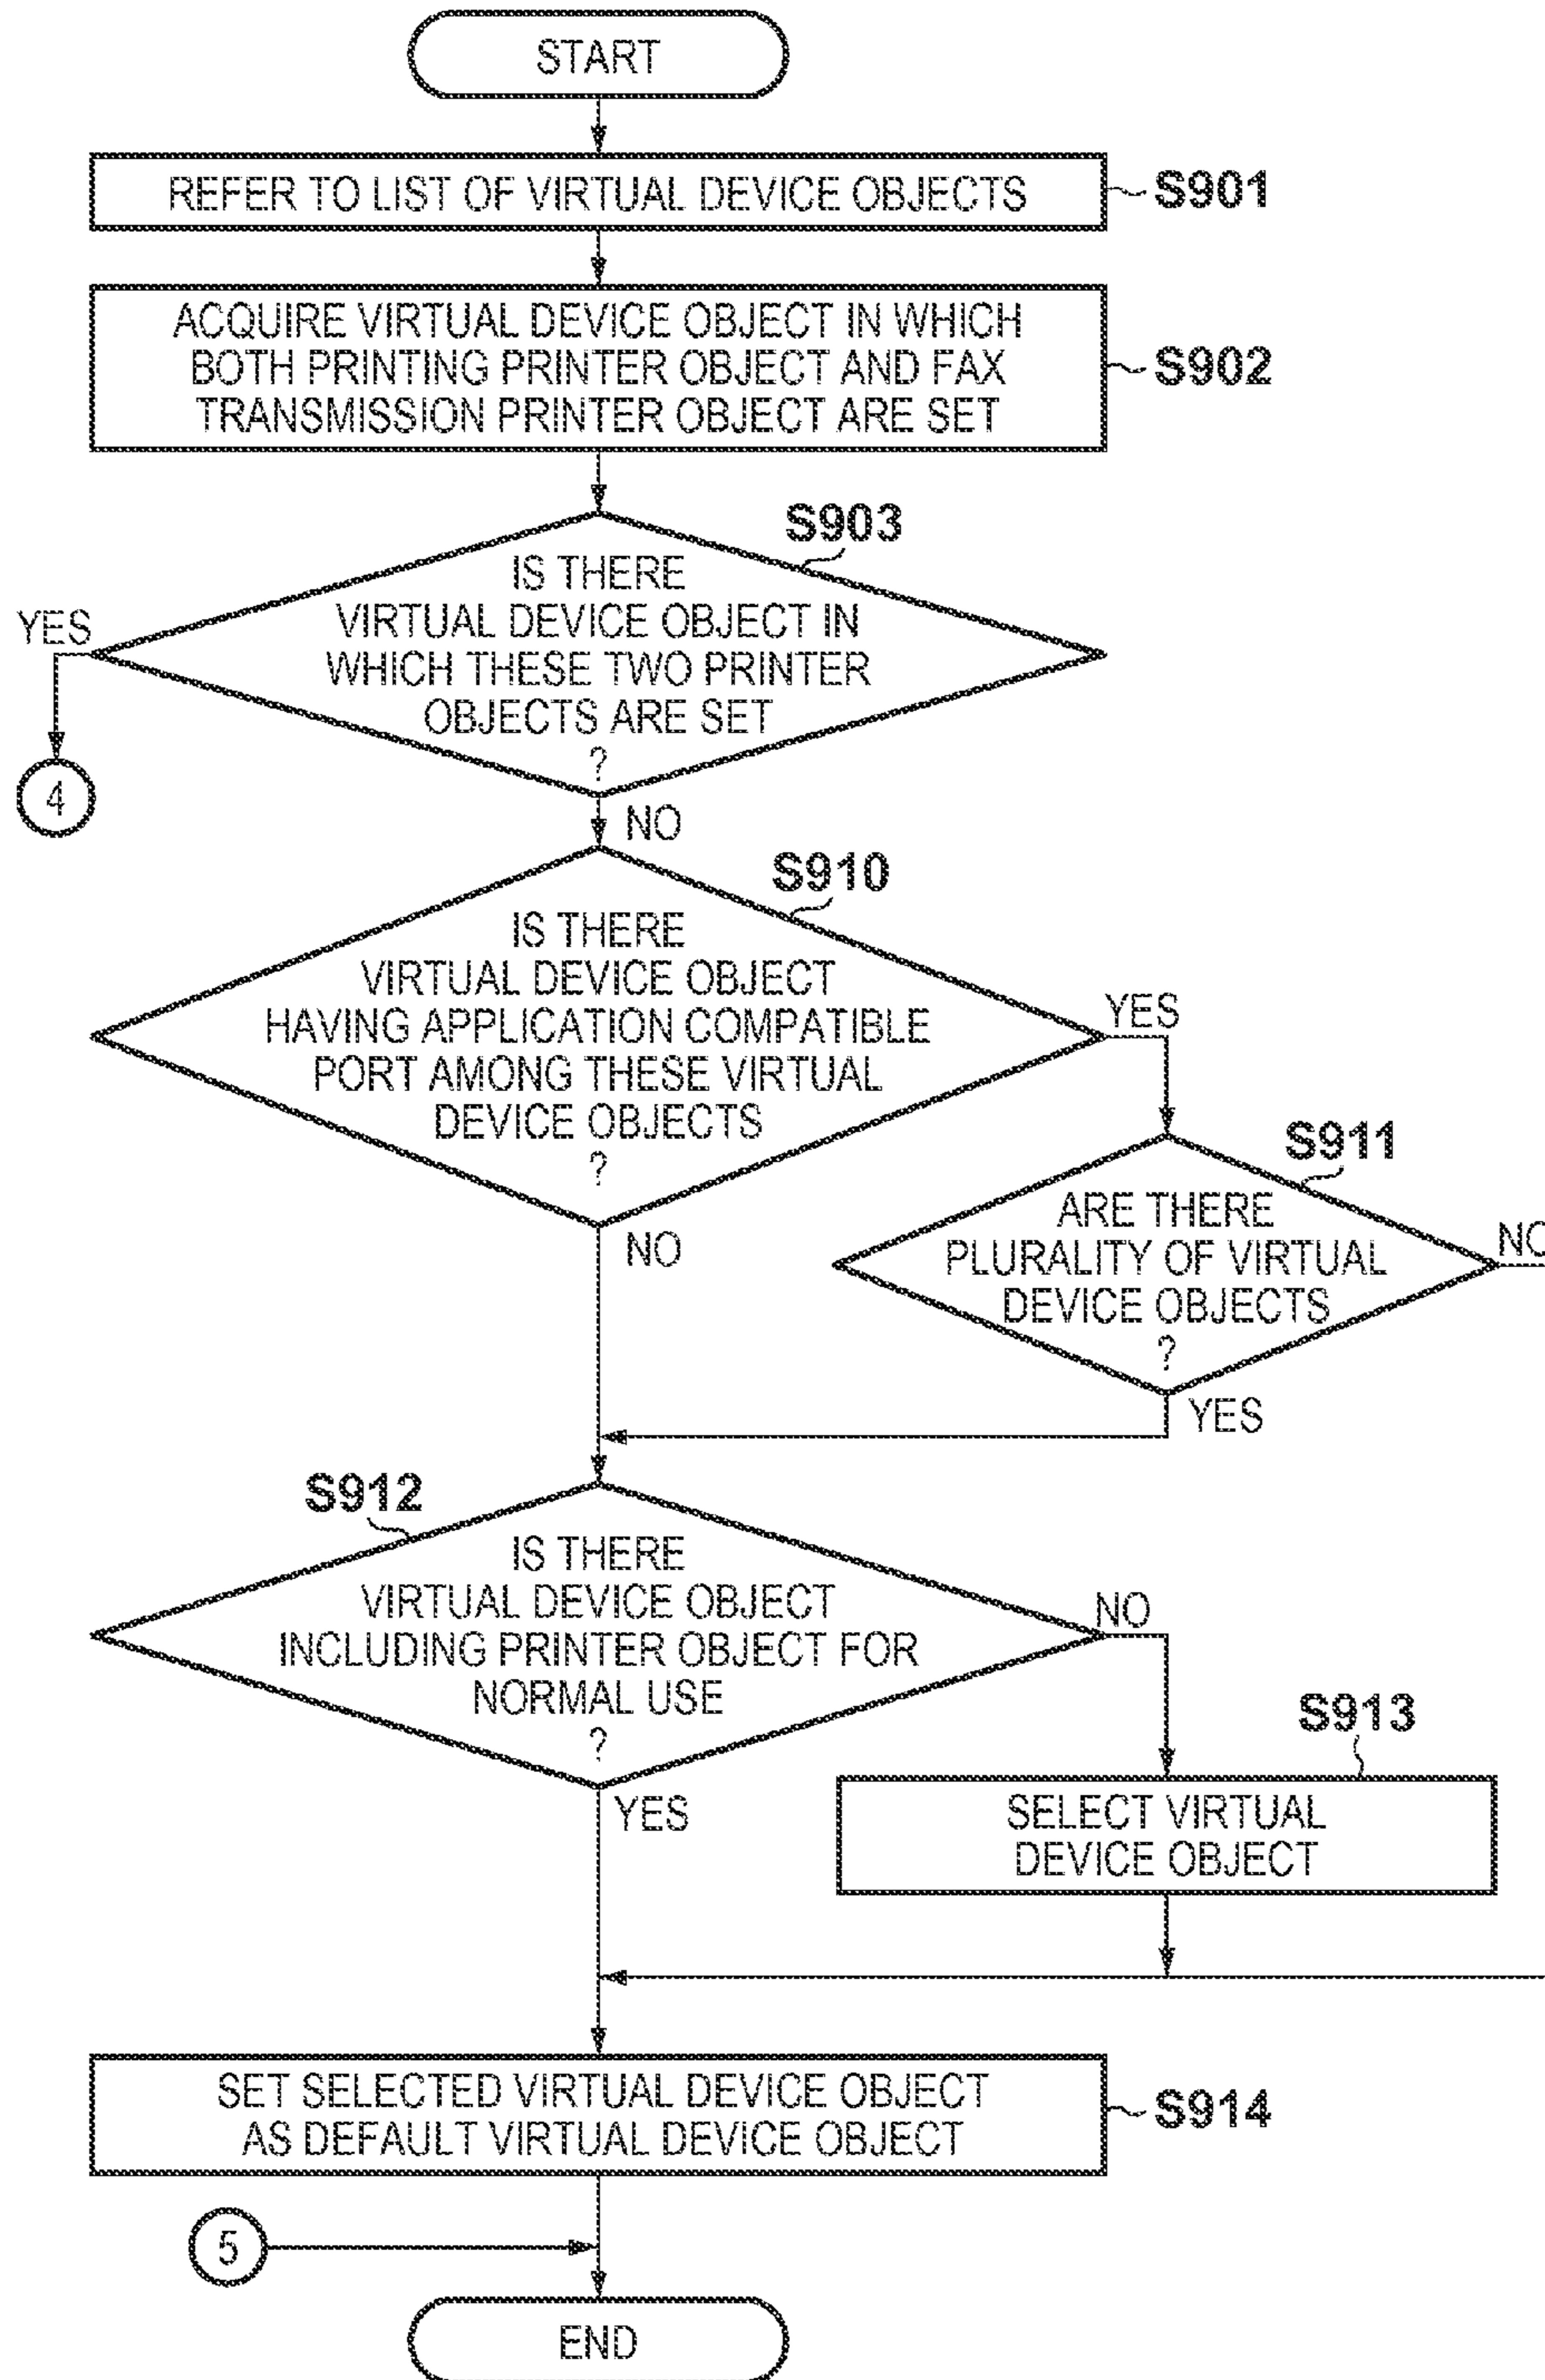 START
REFER TO LIST OF VIRTUAL DEVICE OBJECTS
S901
ACQUIRE VIRTUAL DEVICE OBJECT IN WHICH
BOTH PRINTING PRINTER OBJECT AND FAX
TRANSMISSION PRINTER OBJECT ARE SET
S902
S903
IS THERE
VIRTUAL DEVICE OBJECT IN
WHICH THESE TWO PRINTER
OBJECTS ARE SET
?
YES
4
NO
S910
IS THERE
VIRTUAL DEVICE OBJECT
HAVING APPLICATION COMPATIBLE
PORT AMONG THESE VIRTUAL
DEVICE OBJECTS
?
YES
NO
S911
ARE THERE
PLURALITY OF VIRTUAL
DEVICE OBJECTS
?
NO
YES
S912
IS THERE
VIRTUAL DEVICE OBJECT
INCLUDING PRINTER OBJECT FOR
NORMAL USE
?
NO
YES
S913
SELECT VIRTUAL
DEVICE OBJECT
SET SELECTED VIRTUAL DEVICE OBJECT
AS DEFAULT VIRTUAL DEVICE OBJECT
S914
5
END